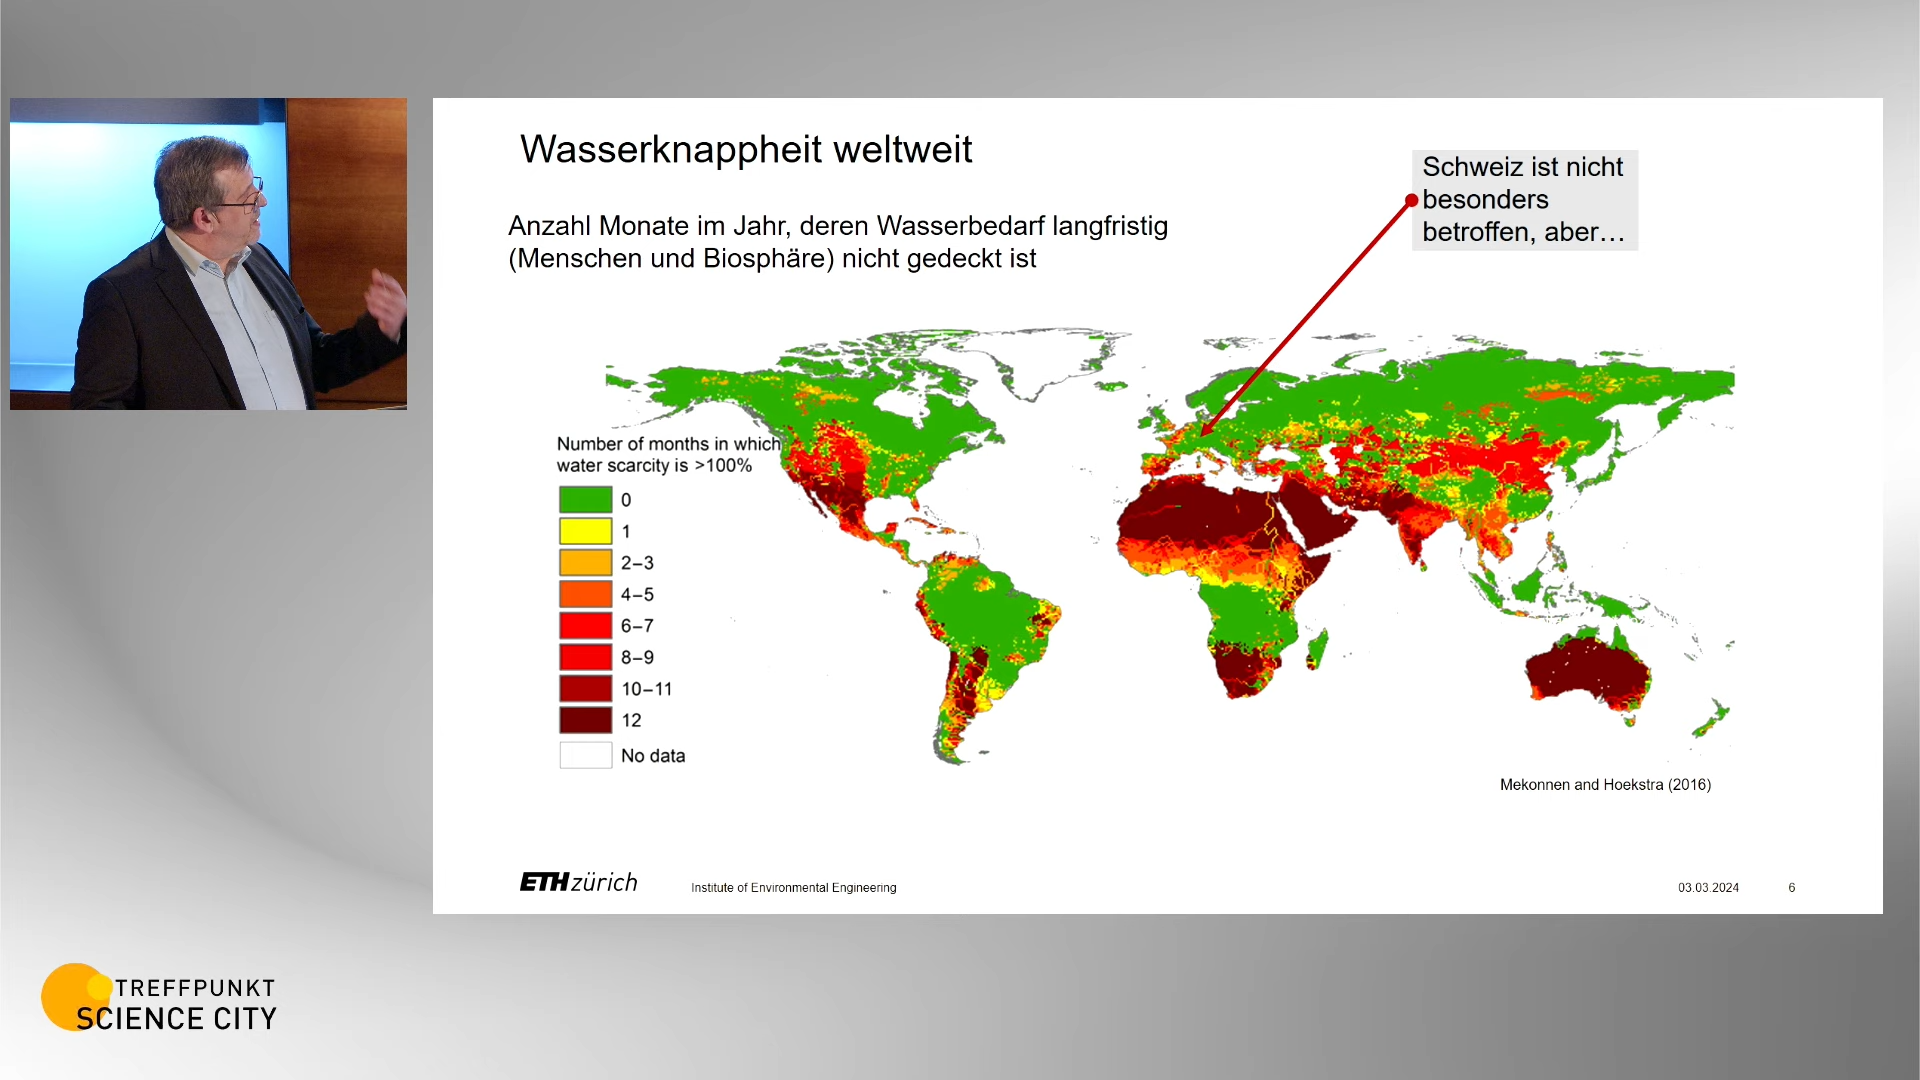 Wasserknappheit weltweit
Schweiz ist nicht
besonders
betroffen, aber…
Anzahl Monate im Jahr, deren Wasserbedarf langfristig
(Menschen und Biosphäre) nicht gedeckt ist
Number of months in which
water scarcity is >100%
0
1
2–3
4–5
6–7
8–9
10–11
12
No data
Mekonnen and Hoekstra (2016)
ETH zürich
Institute of Environmental Engineering
03.03.2024
6
TREFFPUNKT
SCIENCE CITY